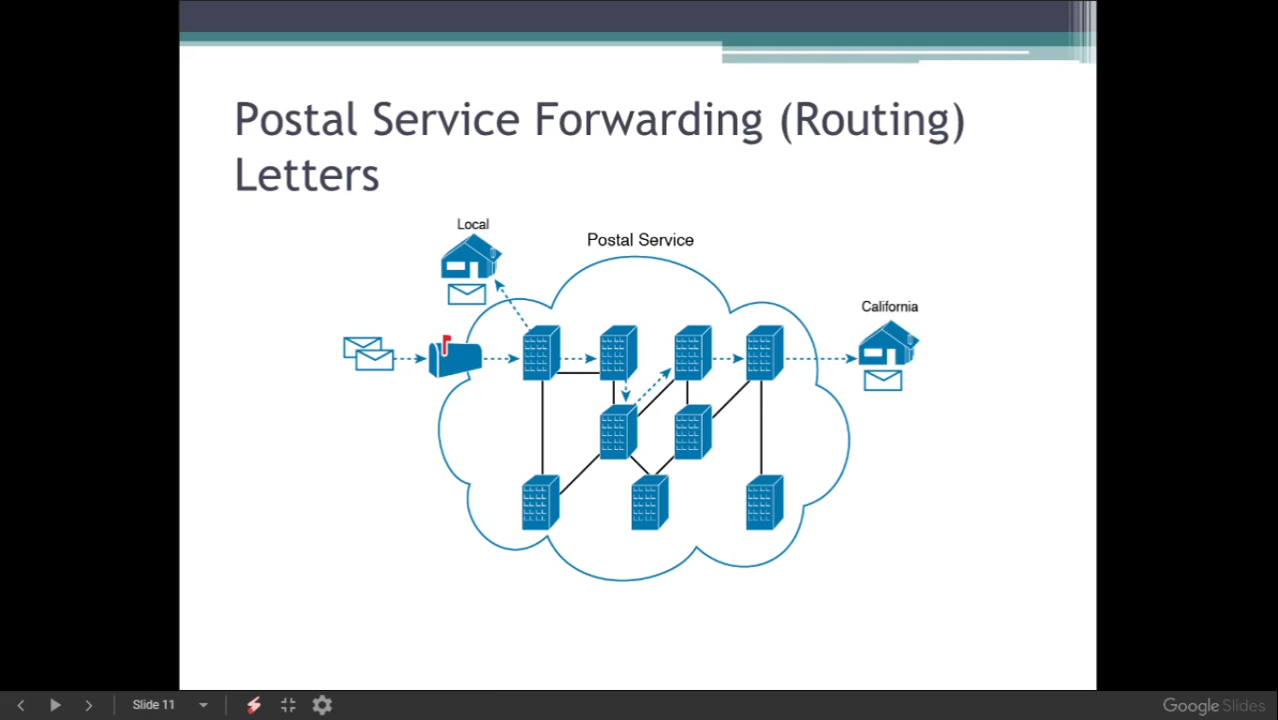 Postal Service Forwarding (Routing)
Letters
Local
Postal Service
California
Slide 11
Google Slides